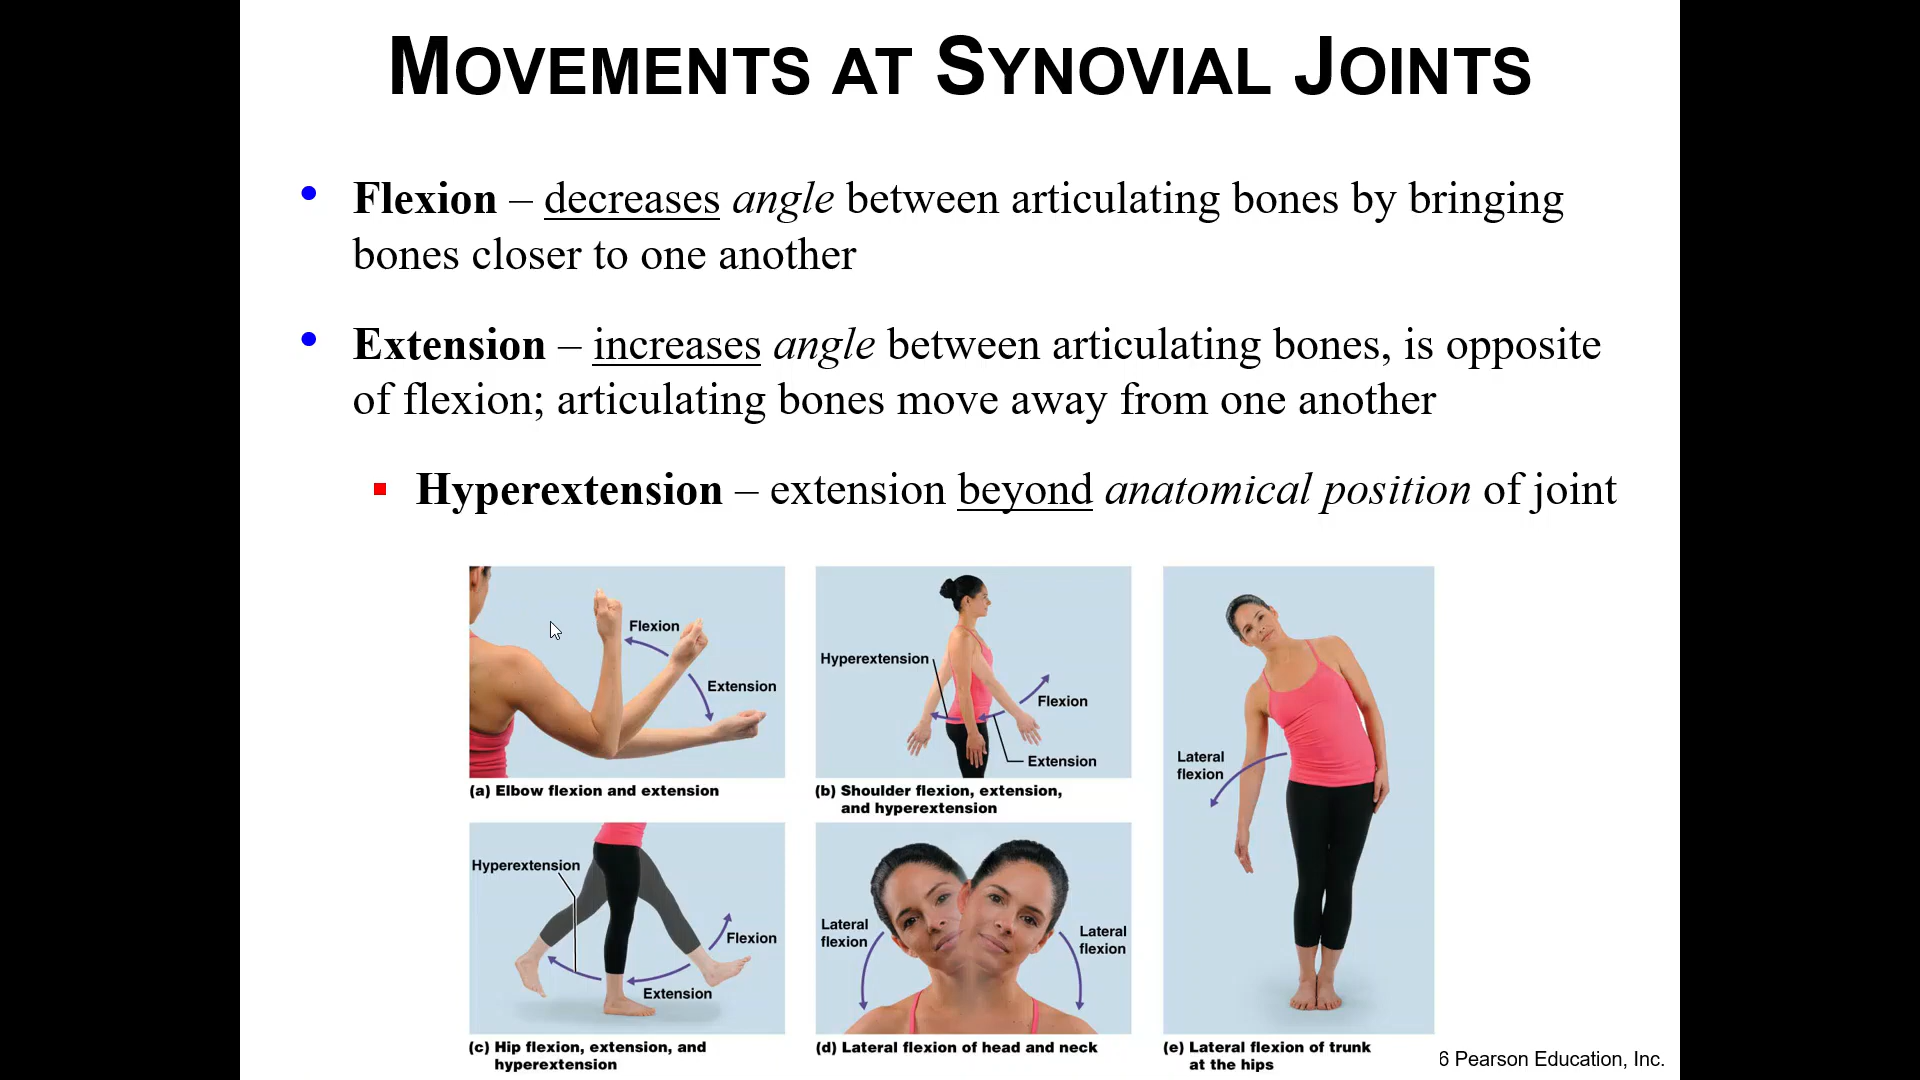 MOVEMENTS AT SYNOVIAL JOINTS
• Flexion – decreases angle between articulating bones by bringing
bones closer to one another
• Extension – increases angle between articulating bones, is opposite
of flexion; articulating bones move away from one another
▪ Hyperextension – extension beyond anatomical position of joint
Flexion
Extension
(a) Elbow flexion and extension
Hyperextension
Flexion
Extension
(b) Shoulder flexion, extension,
and hyperextension
Hyperextension
Flexion
Extension
(c) Hip flexion, extension, and
hyperextension
Lateral
flexion
Lateral
flexion
(d) Lateral flexion of head and neck
Lateral
flexion
(e) Lateral flexion of trunk
at the hips
6 Pearson Education, Inc.